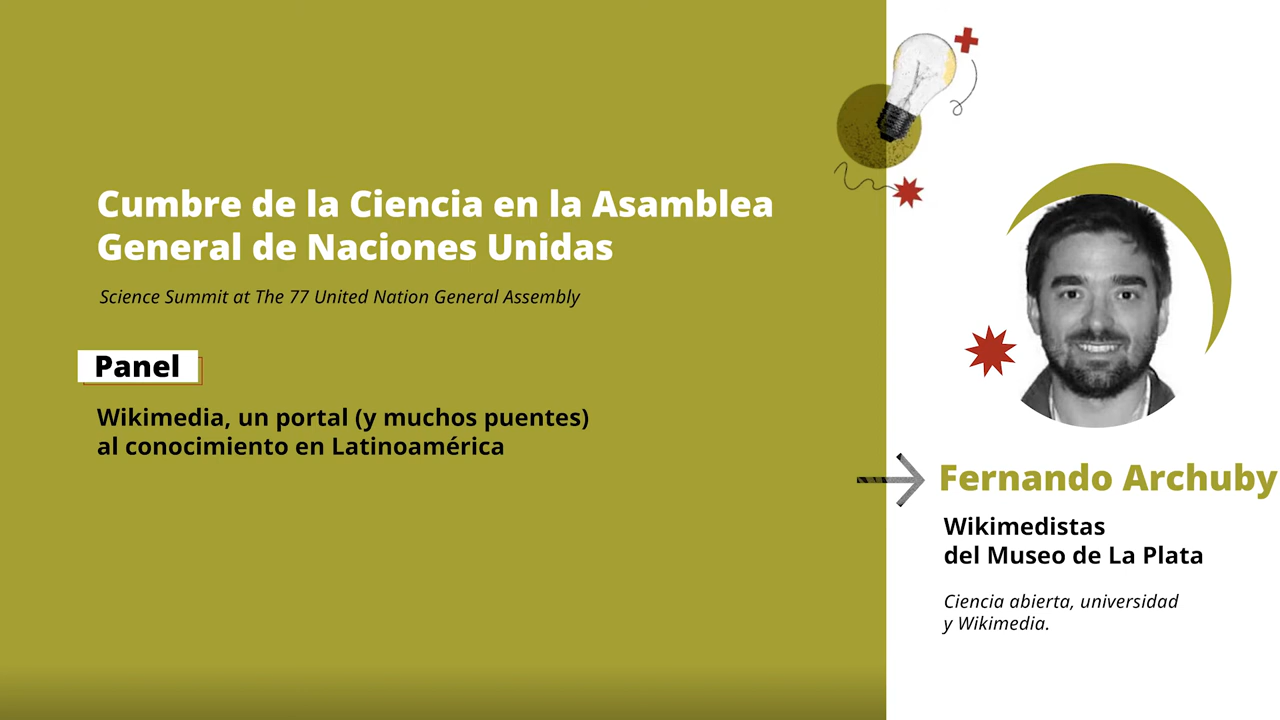 Cumbre de la Ciencia en la Asamblea
General de Naciones Unidas
Science Summit at The 77 United Nation General Assembly
Panel
Wikimedia, un portal (y muchos puentes)
al conocimiento en Latinoamérica
Fernando Archuby
Wikimedistas
del Museo de La Plata
Ciencia abierta, universidad
y Wikimedia.